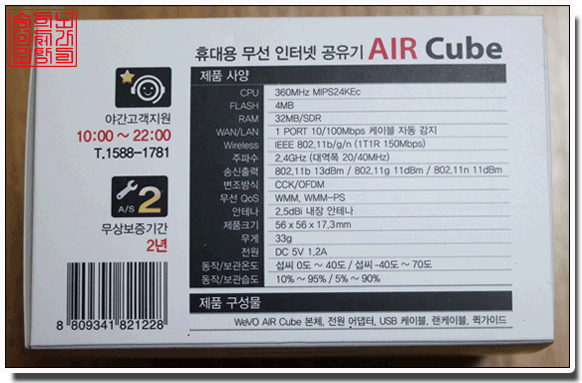 휴대용 무선 인터넷 공유기 AIR Cube
야간고객지원
10:00 ~ 22:00
T.1588-1781
A/S 2
무상보증기간
2년
8 809341 821228
제품 사양
CPU 360MHz MIPS24KEc
FLASH 4MB
RAM 32MB/SDR
WAN/LAN 1 PORT 10/100Mbps 케이블 자동 감지
Wireless IEEE 802.11b/g/n (1T1R 150Mbps)
주파수 2,4GHz (대역폭 20/40MHz)
송신출력 802.11b 13dBm / 802.11g 11dBm / 802.11n 11dBm
변조방식 CCK/OFDM
무선 QoS WMM, WMM-PS
안테나 2,5dBi 내장 안테나
제품크기 56 x 56 x 17,3mm
무게 33g
전원 DC 5V 1,2A
동작/보관온도 섭씨 0도 ~ 40도 / 섭씨 -40도 ~ 70도
동작/보관습도 10% ~ 95% / 5% ~ 90%
제품 구성물
WeVO AIR Cube 본체, 전원 어댑터, USB 케이블, 랜케이블, 퀵가이드